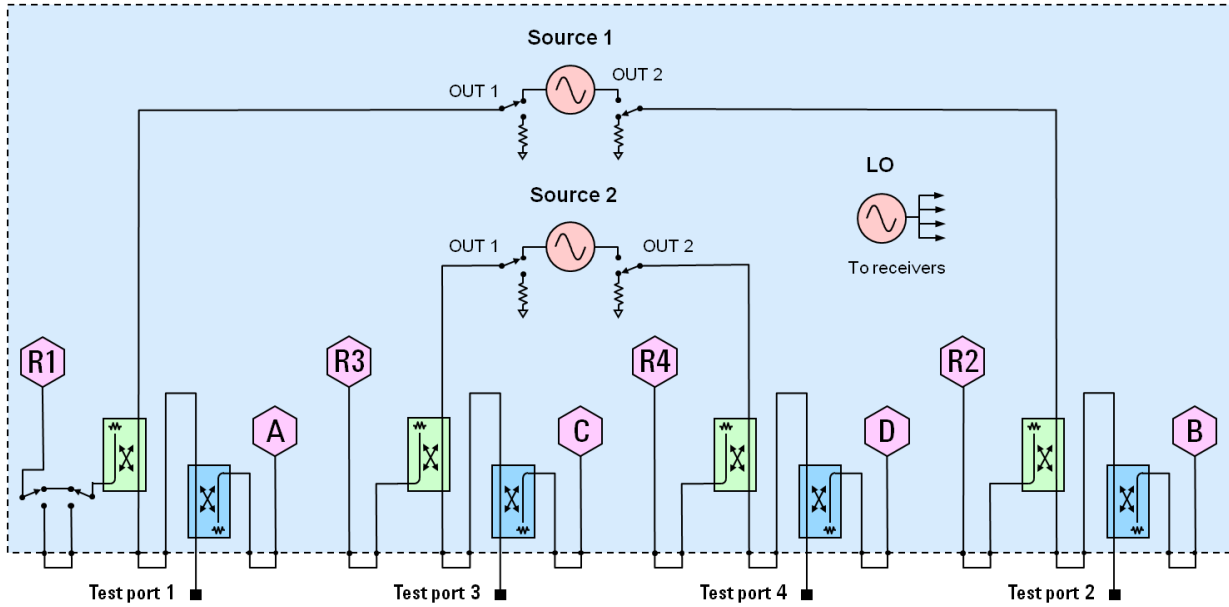 Source 1
OUT 1
OUT 2
LO
Source 2
OUT 1
OUT 2
To receivers
R1
R3
R4
R2
A
C
D
B
Test port 1
Test port 3
Test port 4
Test port 2